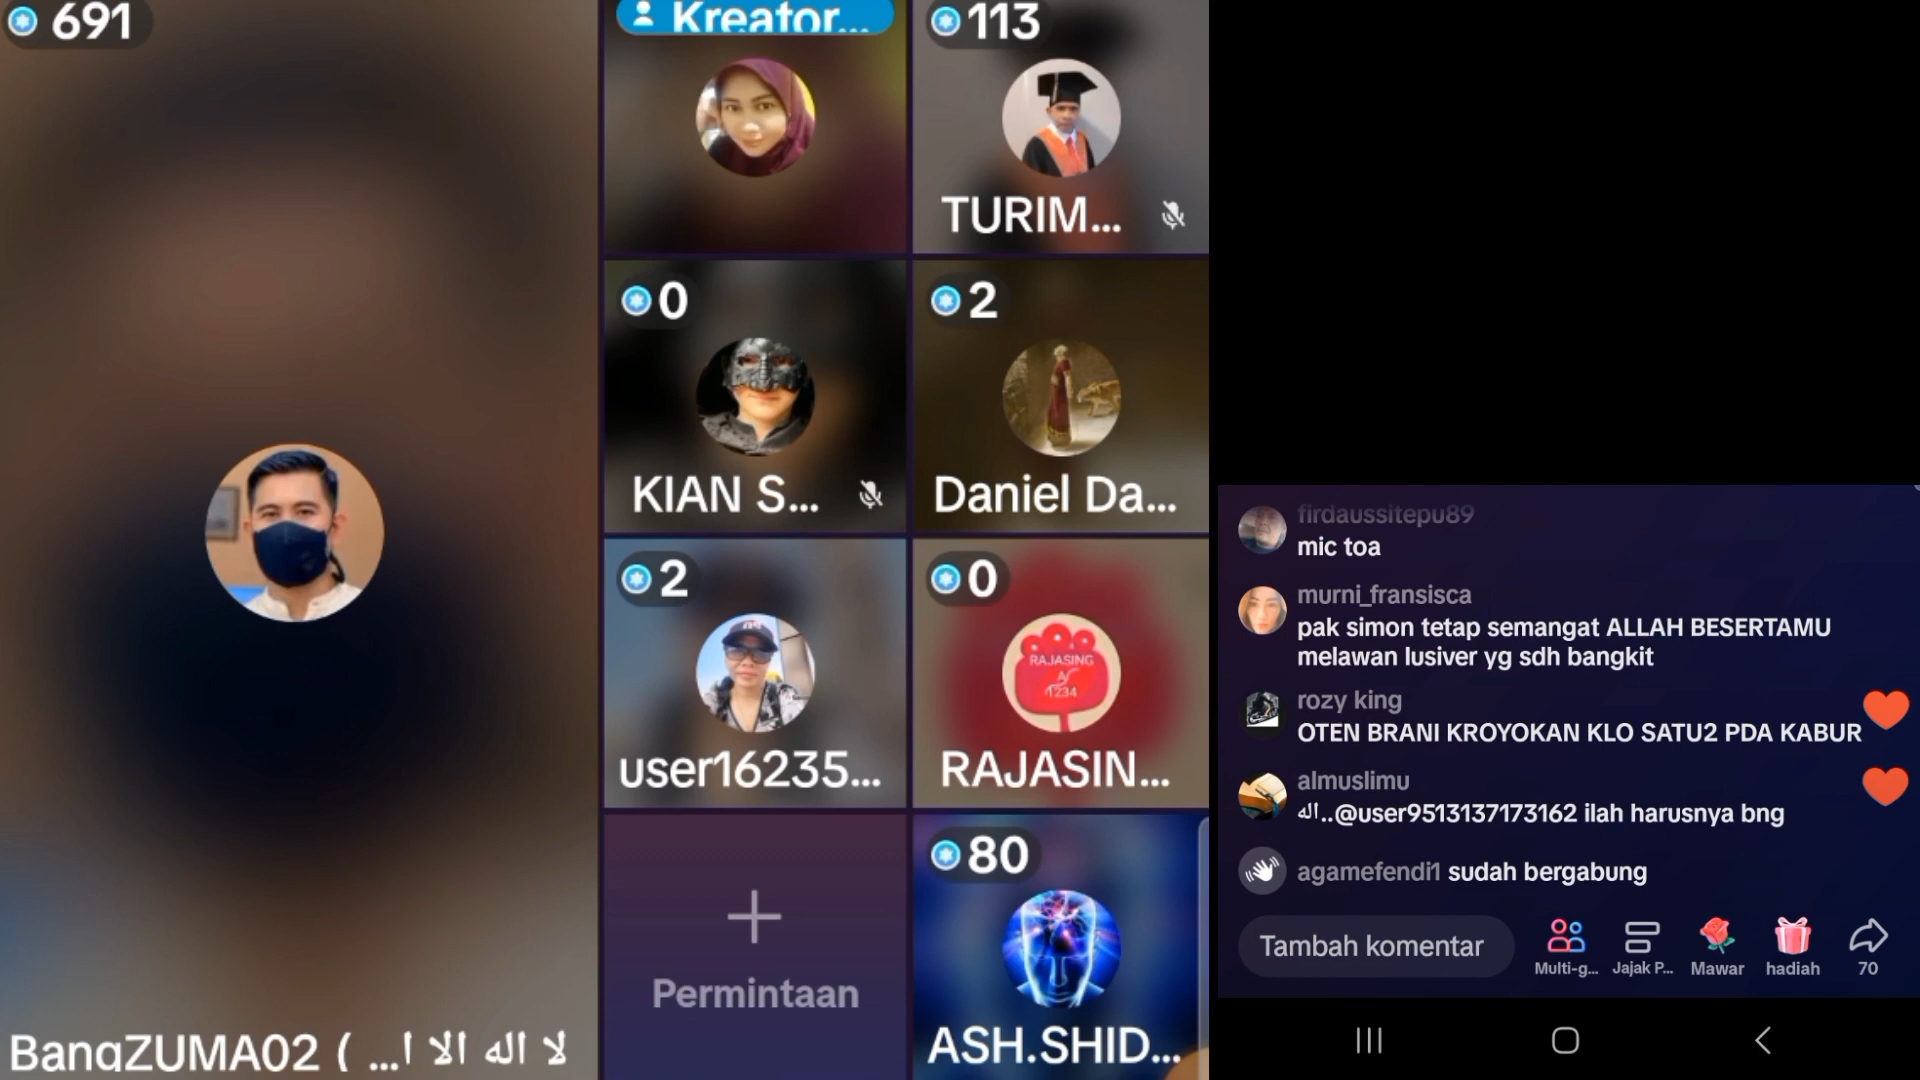 691
Kreator...
113
TURIM...
0
KIAN S...
2
Daniel Da...
2
user16235...
0
RAJASING
A
1234
RAJASIN...
Permintaan
80
ASH.SHID...
BangZUMA02 ( ...لا اله الا ا
firdaussitepu89
mic toa
murni_fransisca
pak simon tetap semangat ALLAH BESERTAMU
melawan lusiver yg sdh bangkit
rozy king
OTEN BRANI KROYOKAN KLO SATU2 PDA KABUR
almuslimu
اله..@user9513137173162 ilah harusnya bng
agamefendi1 sudah bergabung
Tambah komentar
Multi-g...
Jajak P...
Mawar
hadiah
70